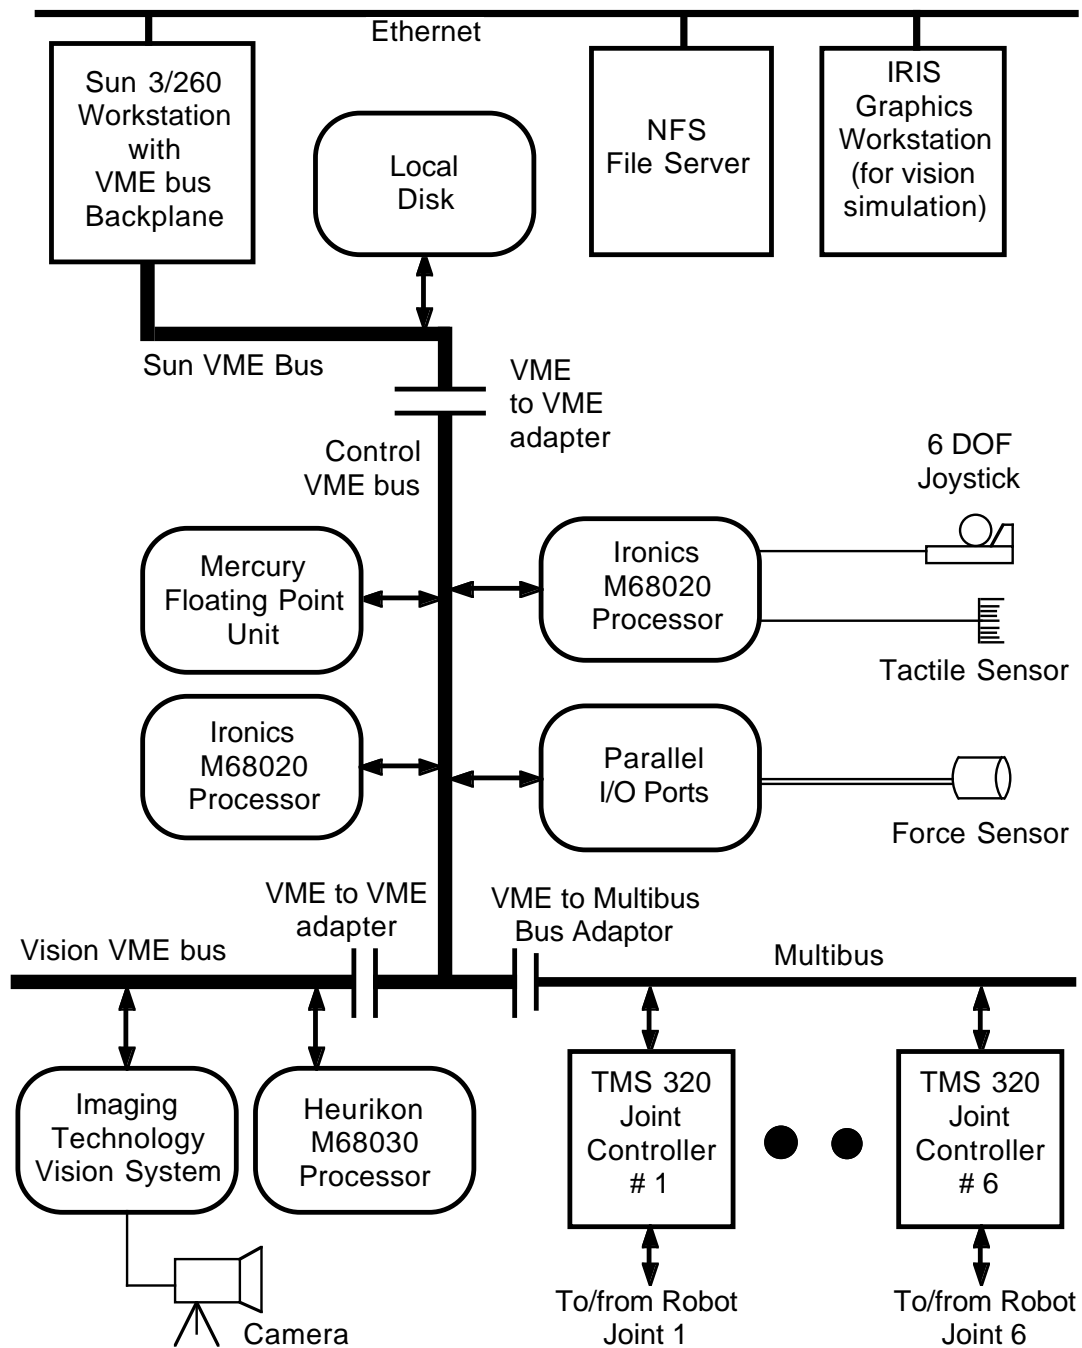 Ethernet
Sun 3/260
Workstation
with
VME bus
Backplane
Local
Disk
NFS
File Server
IRIS
Graphics
Workstation
(for vision
simulation)
Sun VME Bus
VME
to VME
adapter
Control
VME bus
6 DOF
Joystick
Mercury
Floating Point
Unit
Ironics
M68020
Processor
Tactile Sensor
Ironics
M68020
Processor
Parallel
I/O Ports
Force Sensor
VME to VME
adapter
VME to Multibus
Bus Adaptor
Vision VME bus
Multibus
Imaging
Technology
Vision System
Heurikon
M68030
Processor
TMS 320
Joint
Controller
# 1
TMS 320
Joint
Controller
# 6
Camera
To/from Robot
Joint 1
To/from Robot
Joint 6